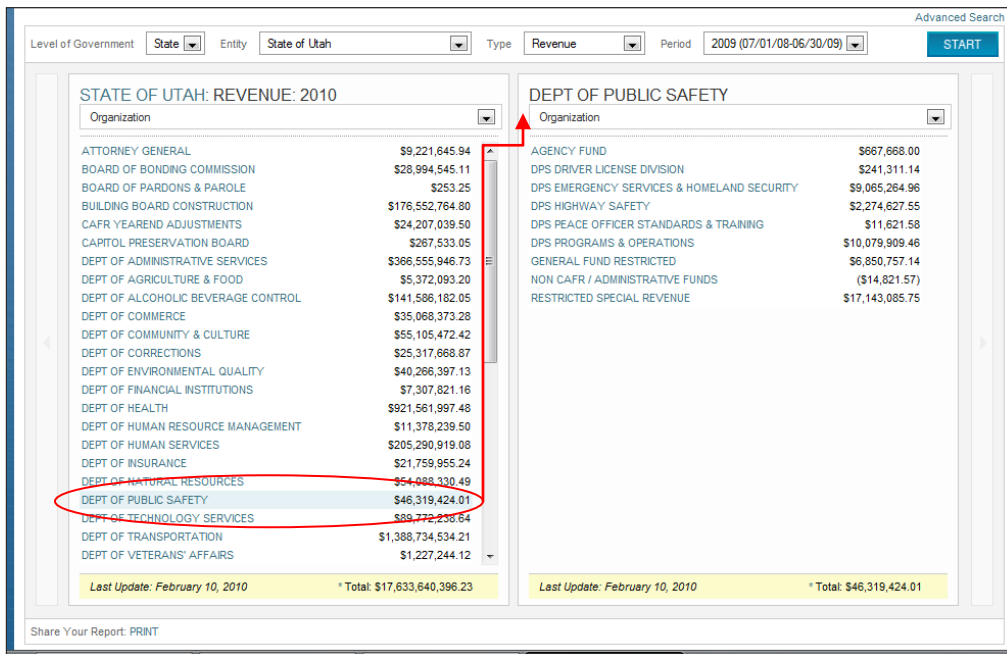 Advanced Search
Level of Government State Entity State of Utah Type Revenue Period 2009 (07/01/08-06/30/09) START
STATE OF UTAH: REVENUE: 2010
Organization
ATTORNEY GENERAL $9,221,645.94
BOARD OF BONDING COMMISSION $28,994,545.11
BOARD OF PARDONS & PAROLE $253.25
BUILDING BOARD CONSTRUCTION $176,552,764.80
CAFR YEAREND ADJUSTMENTS $24,207,039.50
CAPITOL PRESERVATION BOARD $267,533.05
DEPT OF ADMINISTRATIVE SERVICES $366,555,946.73
DEPT OF AGRICULTURE & FOOD $5,372,093.20
DEPT OF ALCOHOLIC BEVERAGE CONTROL $141,586,182.05
DEPT OF COMMERCE $35,068,373.28
DEPT OF COMMUNITY & CULTURE $55,105,472.42
DEPT OF CORRECTIONS $25,317,668.87
DEPT OF ENVIRONMENTAL QUALITY $40,266,397.13
DEPT OF FINANCIAL INSTITUTIONS $7,307,821.16
DEPT OF HEALTH $921,561,997.48
DEPT OF HUMAN RESOURCE MANAGEMENT $11,378,239.50
DEPT OF HUMAN SERVICES $205,290,919.08
DEPT OF INSURANCE $21,759,955.24
DEPT OF NATURAL RESOURCES $54,088,330.49
DEPT OF PUBLIC SAFETY $46,319,424.01
DEPT OF TECHNOLOGY SERVICES $89,772,238.64
DEPT OF TRANSPORTATION $1,388,734,534.21
DEPT OF VETERANS' AFFAIRS $1,227,244.12
Last Update: February 10, 2010 * Total: $17,633,640,396.23
DEPT OF PUBLIC SAFETY
Organization
AGENCY FUND $667,668.00
DPS DRIVER LICENSE DIVISION $241,311.14
DPS EMERGENCY SERVICES & HOMELAND SECURITY $9,065,264.96
DPS HIGHWAY SAFETY $2,274,627.55
DPS PEACE OFFICER STANDARDS & TRAINING $11,621.58
DPS PROGRAMS & OPERATIONS $10,079,909.46
GENERAL FUND RESTRICTED $6,850,757.14
NON CAFR / ADMINISTRATIVE FUNDS ($14,821.57)
RESTRICTED SPECIAL REVENUE $17,143,085.75
Last Update: February 10, 2010 * Total: $46,319,424.01
Share Your Report: PRINT